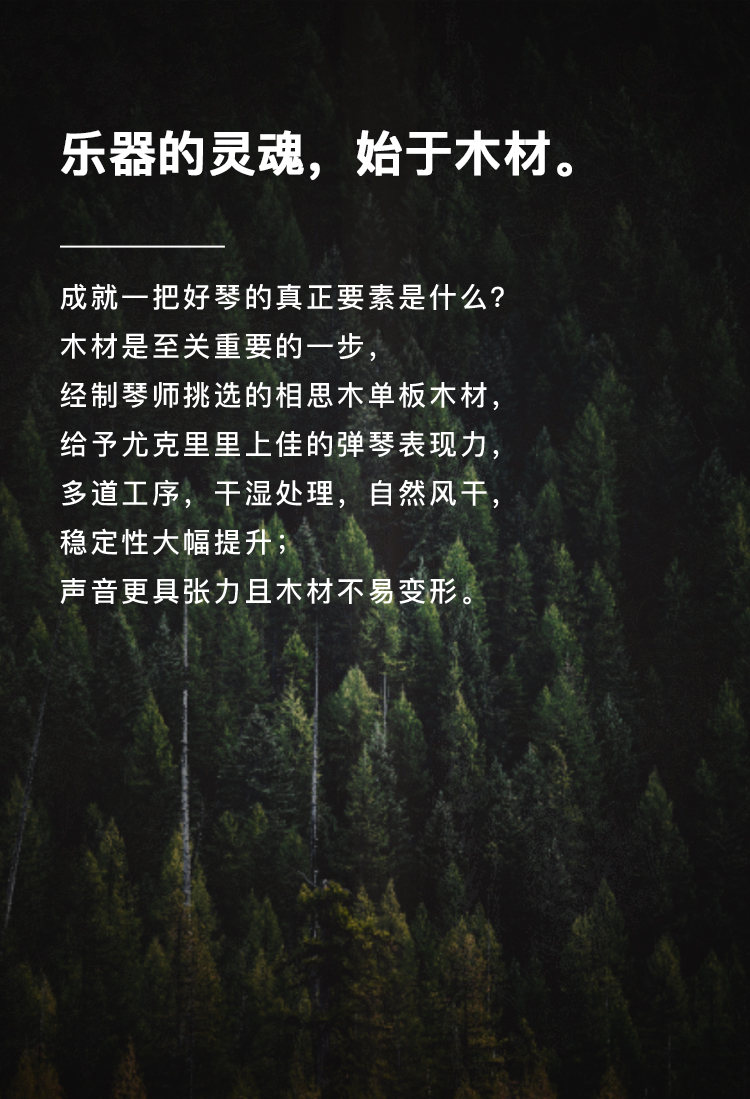 乐器的灵魂，始于木材。
成就一把好琴的真正要素是什么？
木材是至关重要的一步，
经制琴师挑选的相思木单板木材，
给予尤克里里上佳的弹琴表现力，
多道工序，干湿处理，自然风干，
稳定性大幅提升；
声音更具张力且木材不易变形。